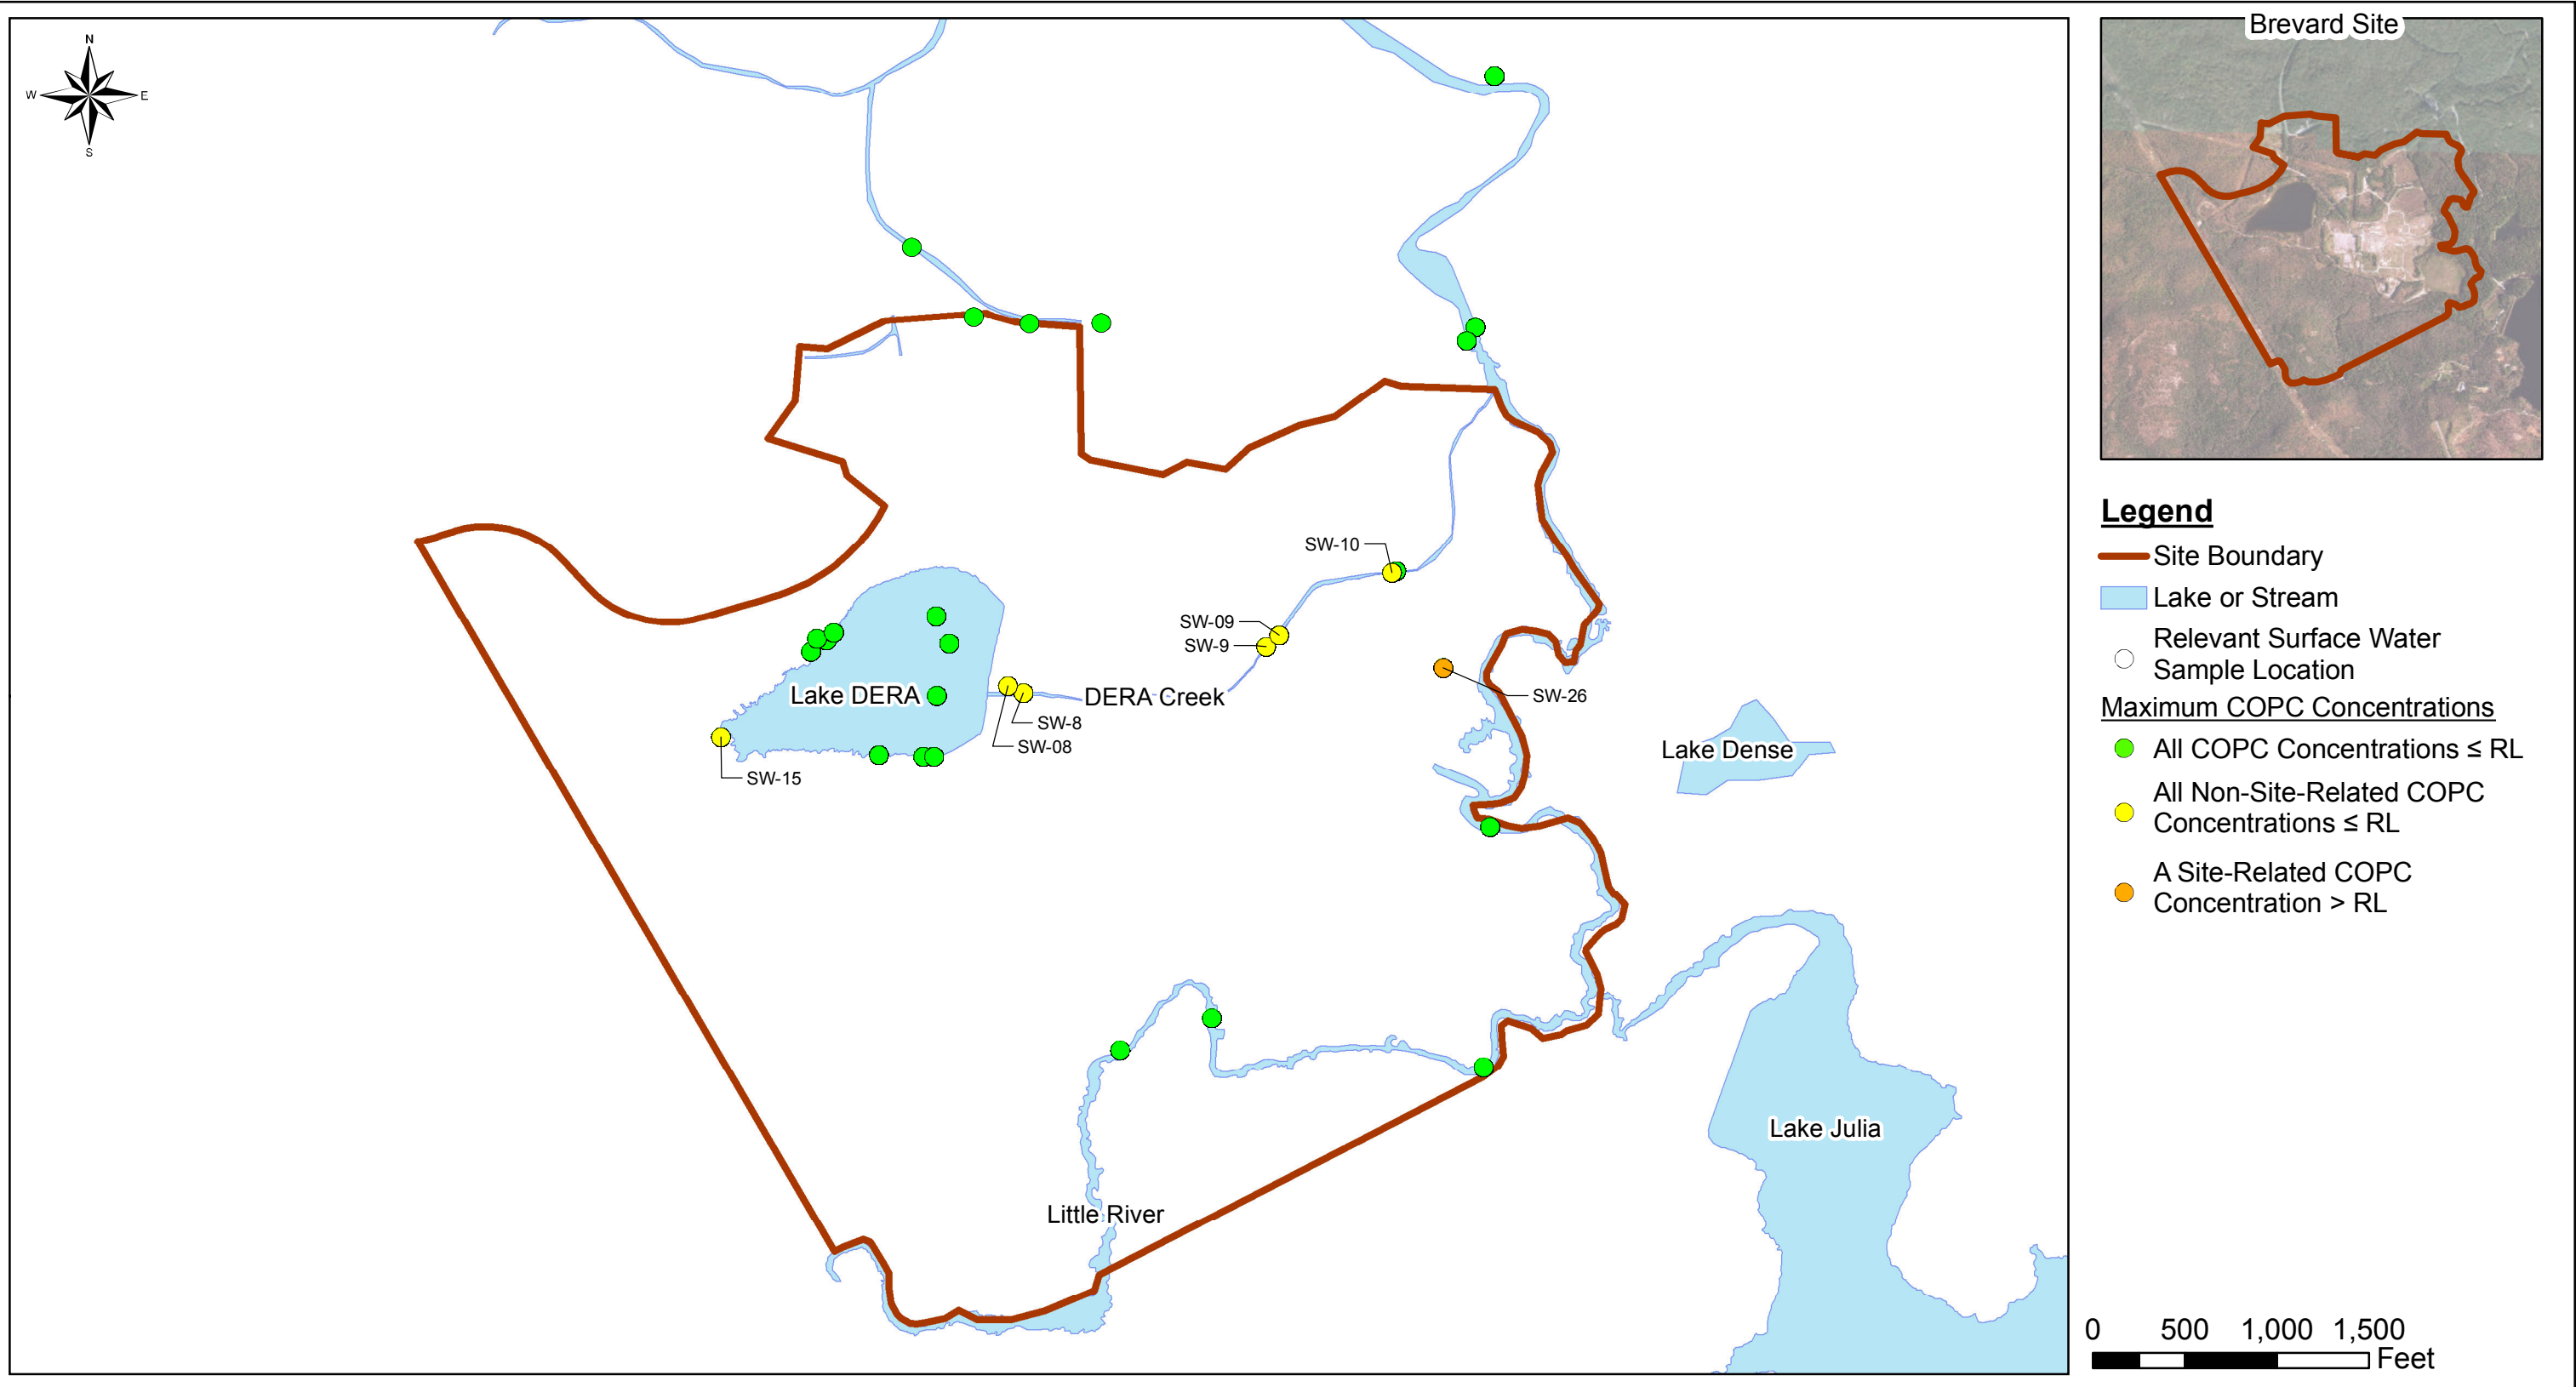 N
W
E
S
SW-10
SW-09
SW-9
Lake DERA
DERA Creek
SW-8
SW-08
SW-15
SW-26
Lake Dense
Lake Julia
Little River
Brevard Site
Legend
Site Boundary
Lake or Stream
Relevant Surface Water
Sample Location
Maximum COPC Concentrations
All COPC Concentrations ≤ RL
All Non-Site-Related COPC
Concentrations ≤ RL
A Site-Related COPC
Concentration > RL
0 500 1,000 1,500
Feet